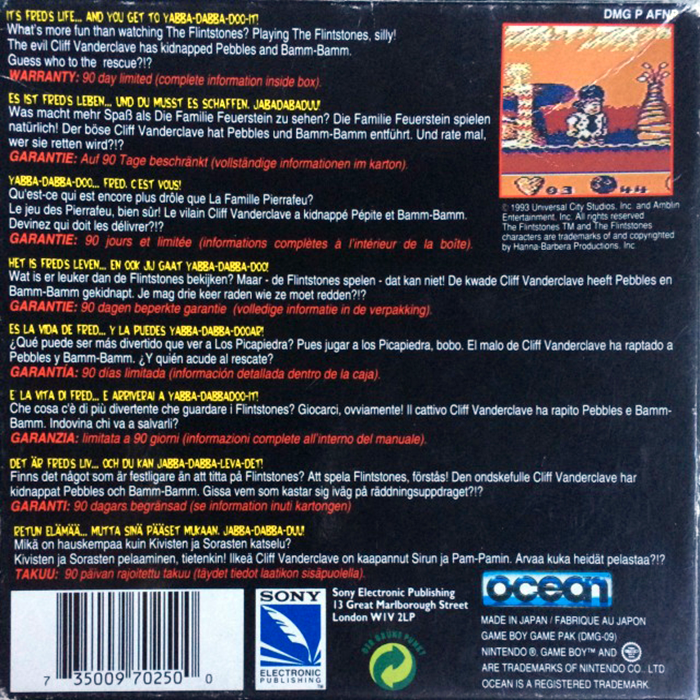 IT'S FRED'S LIFE... AND YOU GET TO YABBA-DABBA-DOO-IT!
What's more fun than watching The Flintstones? Playing The Flintstones, silly!
The evil Cliff Vanderclave has kidnapped Pebbles and Bamm-Bamm.
Guess who to the rescue?!?
WARRANTY: 90 day limited (complete information inside box).
ES IST FRED'S LEBEN... UND DU MUSST ES SCHAFFEN. JABADABADUU!
Was macht mehr Spaß als Die Familie Feuerstein zu sehen? Die Familie Feuerstein spielen
natürlich! Der böse Cliff Vanderclave hat Pebbles und Bamm-Bamm entführt. Und rate mal,
wer sie retten wird?!?
GARANTIE: Auf 90 Tage beschränkt (vollständige informationen im karton).
YABBA-DABBA-DOO... FRED, C'EST VOUS!
Qu'est-ce qui est encore plus drôle que La Famille Pierrafeu?
Le jeu des Pierrafeu, bien sûr! Le vilain Cliff Vanderclave a kidnappé Pépite et Bamm-Bamm.
Devinez qui doit les délivrer?!?
GARANTIE: 90 jours et limitée (informations complètes à l'intérieur de la boîte).
HET IS FRED'S LEVEN... EN OOK JIJ GAAT YABBA-DABBA-DOO!
Wat is er leuker dan de Flintstones bekijken? Maar - de Flintstones spelen - dat kan niet! De kwade Cliff Vanderclave heeft Pebbles en
Bamm-Bamm gekidnapt. Je mag drie keer raden wie ze moet redden?!?
GARANTIE: 90 dagen beperkte garantie (volledige informatie in de verpakking).
ES LA VIDA DE FRED... Y LA PUEDES YABBA-DABBA-DOOAR!
¿Qué puede ser más divertido que ver a Los Picapiedra? Pues jugar a los Picapiedra, bobo. El malo de Cliff Vanderclave ha raptado a
Pebbles y Bamm-Bamm. ¿Y quién acude al rescate?
GARANTÍA: 90 días limitada (información detallada dentro de la caja).
E' LA VITA DI FRED... E ARRIVERAI A YABBA-DABBADOO-IT!
Che cosa c'è di più divertente che guardare i Flintstones? Giocarci, ovviamente! Il cattivo Cliff Vanderclave ha rapito Pebbles e Bamm-
Bamm. Indovina chi va a salvarli?
GARANZIA: limitata a 90 giorni (informazioni complete all'interno del manuale).
DET ÄR FREDS LIV... OCH DU KAN JABBA-DABBA-LEVA-DET!
Finns det något som är festligare än att titta på Flintstones? Att spela Flintstones, förstås! Den ondskefulle Cliff Vanderclave har
kidnappat Pebbles och Bamm-Bamm. Gissa vem som kastar sig iväg på räddningsuppdraget?!?
GARANTI: 90 dagars begränsad (se information inuti kartongen)
RETUN ELÄMÄÄ... MUTTA SINÄ PÄÄSET MUKAAN. JABBA-DABBA-DUU!
Mikä on hauskempaa kuin Kivisten ja Sorasten katselu?
Kivisten ja Sorasten pelaaminen, tietenkin! Ilkeä Cliff Vanderclave on kaapannut Sirun ja Pam-Pamin. Arvaa kuka heidät pelastaa?!?
TAKUU: 90 päivän rajoitettu takuu (täydet tiedot laatikon sisäpuolella).
DMG P AFNP
03 44
© 1993 Universal City Studios, Inc. and Amblin
Entertainment, Inc. All rights reserved
The Flintstones TM and The Flintstones
characters are trademarks of and copyrighted
by Hanna-Barbera Productions, Inc.
7 35009 70250 0
SONY
ELECTRONIC
PUBLISHING
TM
Sony Electronic Publishing
13 Great Marlborough Street
London W1V 2LP
DER GRÜNE PUNKT
ocean
MADE IN JAPAN / FABRIQUE AU JAPON
GAME BOY GAME PAK (DMG-09)
NINTENDO ®, GAME BOY™ AND
ARE TRADEMARKS OF NINTENDO CO. LTD
OCEAN IS A REGISTERED TRADEMARK